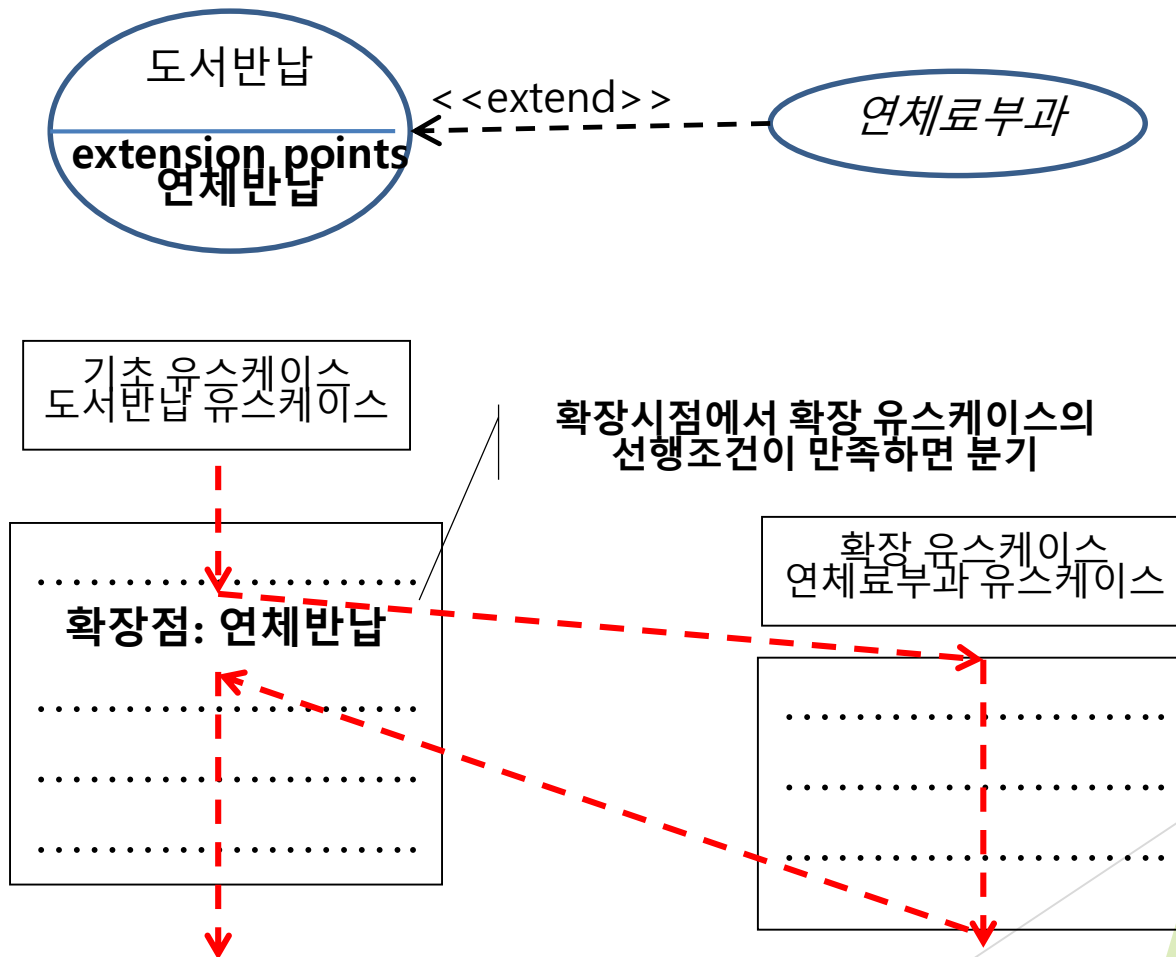 도서반납
extension points
연체반납
<<extend>>
연체료부과
기초 유스케이스
도서반납 유스케이스
확장시점에서 확장 유스케이스의
선행조건이 만족하면 분기
확장 유스케이스
연체료부과 유스케이스
확장점: 연체반납